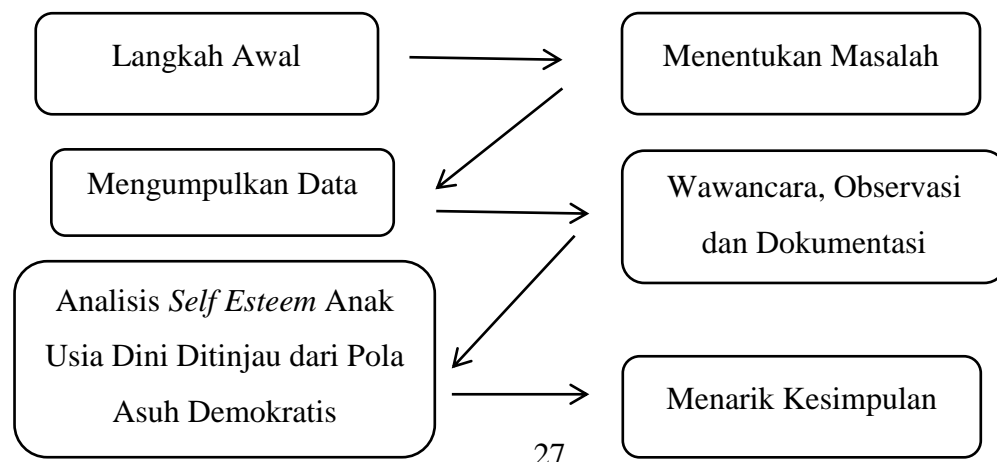 Langkah Awal
Menentukan Masalah
Mengumpulkan Data
Wawancara, Observasi
dan Dokumentasi
Analisis Self Esteem Anak
Usia Dini Ditinjau dari Pola
Asuh Demokratis
Menarik Kesimpulan
27